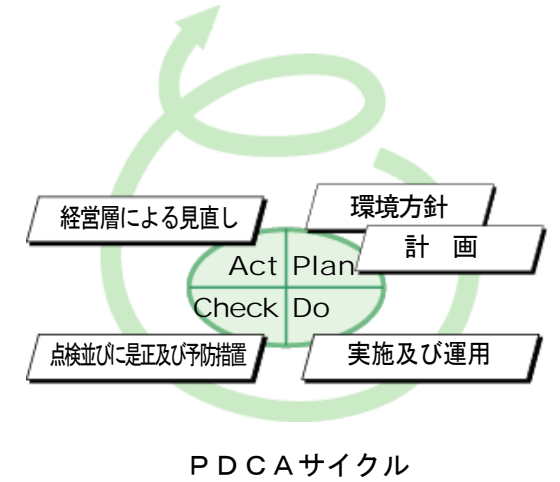 環境方針
経営層による見直し
計　画
Act Plan
Check Do
点検並びに是正及び予防措置
実施及び運用
ＰＤＣＡサイクル